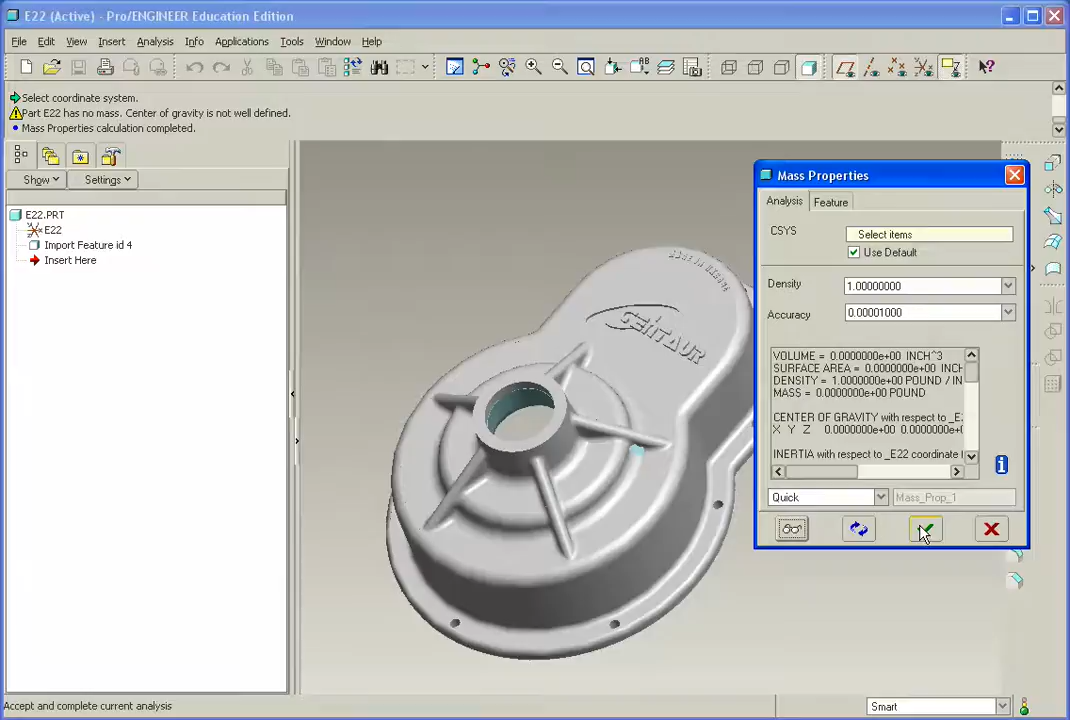 E22 (Active) - Pro/ENGINEER Education Edition
File Edit View Insert Analysis Info Applications Tools Window Help
Select coordinate system.
Part E22 has no mass. Center of gravity is not well defined.
Mass Properties calculation completed.
Show Settings
E22.PRT
E22
Import Feature id 4
Insert Here
CENTAUR
Mass Properties
Analysis Feature
CSYS Select items
Use Default
Density 1.00000000
Accuracy 0.00001000
VOLUME = 0.0000000e+00 INCH^3
SURFACE AREA = 0.0000000e+00 INCH
DENSITY = 1.0000000e+00 POUND / IN
MASS = 0.0000000e+00 POUND
CENTER OF GRAVITY with respect to _E2
X Y Z 0.0000000e+00 0.0000000e+0
INERTIA with respect to _E22 coordinate
Quick Mass_Prop_1
Accept and complete current analysis
Smart